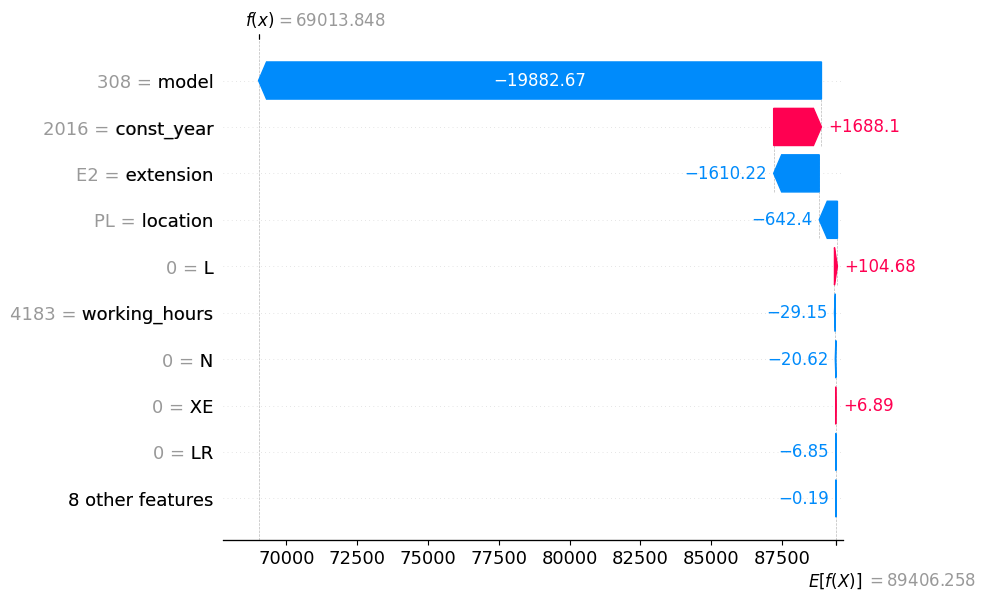 f(x) = 69013.848
308 = model −19882.67
2016 = const_year +1688.1
E2 = extension −1610.22
PL = location −642.4
0 = L +104.68
4183 = working_hours −29.15
0 = N −20.62
0 = XE +6.89
0 = LR −6.85
8 other features −0.19
70000 72500 75000 77500 80000 82500 85000 87500
E[f(X)] = 89406.258